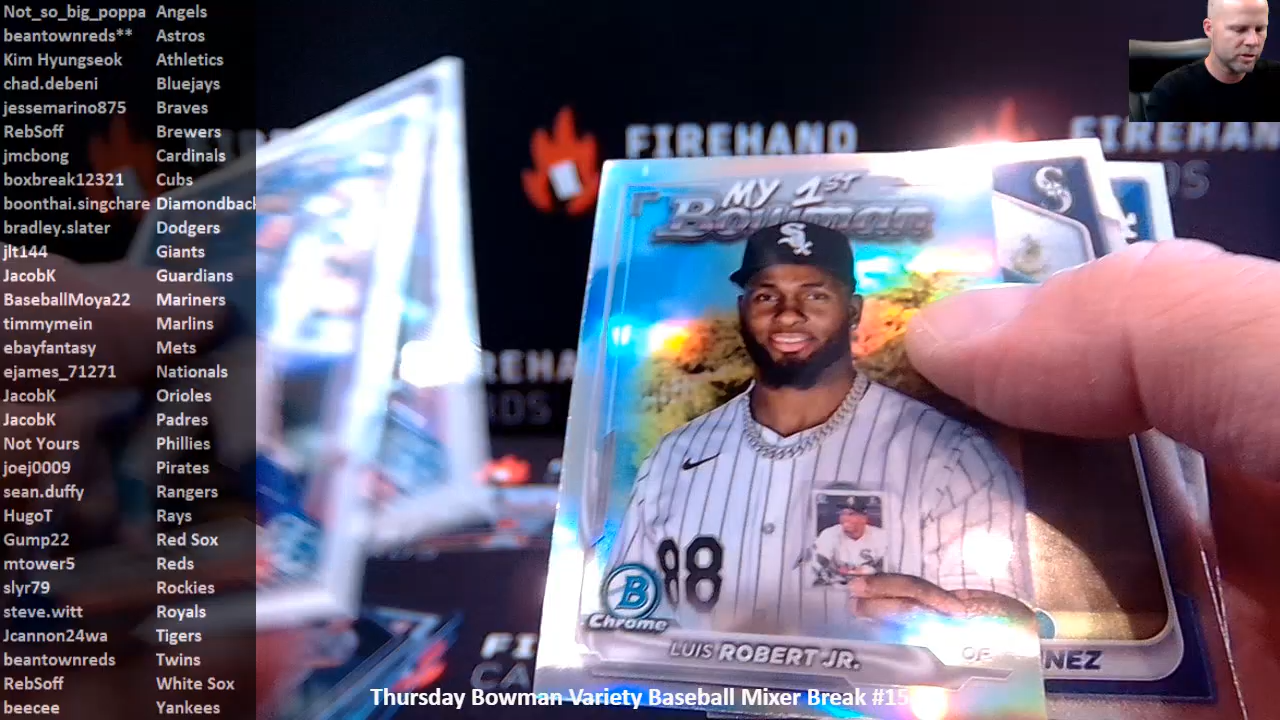 Not_so_big_poppa Angels
beantownreds** Astros
Kim Hyungseok Athletics
chad.debeni Bluejays
jessemarino875 Braves
RebSoff Brewers
jmcbong Cardinals
boxbreak12321 Cubs
boonthai.singchare Diamondback
bradley.slater Dodgers
jlt144 Giants
JacobK Guardians
BaseballMoya22 Mariners
timmymein Marlins
ebayfantasy Mets
ejames_71271 Nationals
JacobK Orioles
JacobK Padres
Not Yours Phillies
joej0009 Pirates
sean.duffy Rangers
HugoT Rays
Gump22 Red Sox
mtower5 Reds
slyr79 Rockies
steve.witt Royals
Jcannon24wa Tigers
beantownreds Twins
RebSoff White Sox
beecee Yankees
FIREHAND
FIREHAND
MY 1ST
Bowman
S
Sox
88
B
Chrome
LUIS ROBERT JR.
OF
NEZ
Thursday Bowman Variety Baseball Mixer Break #15